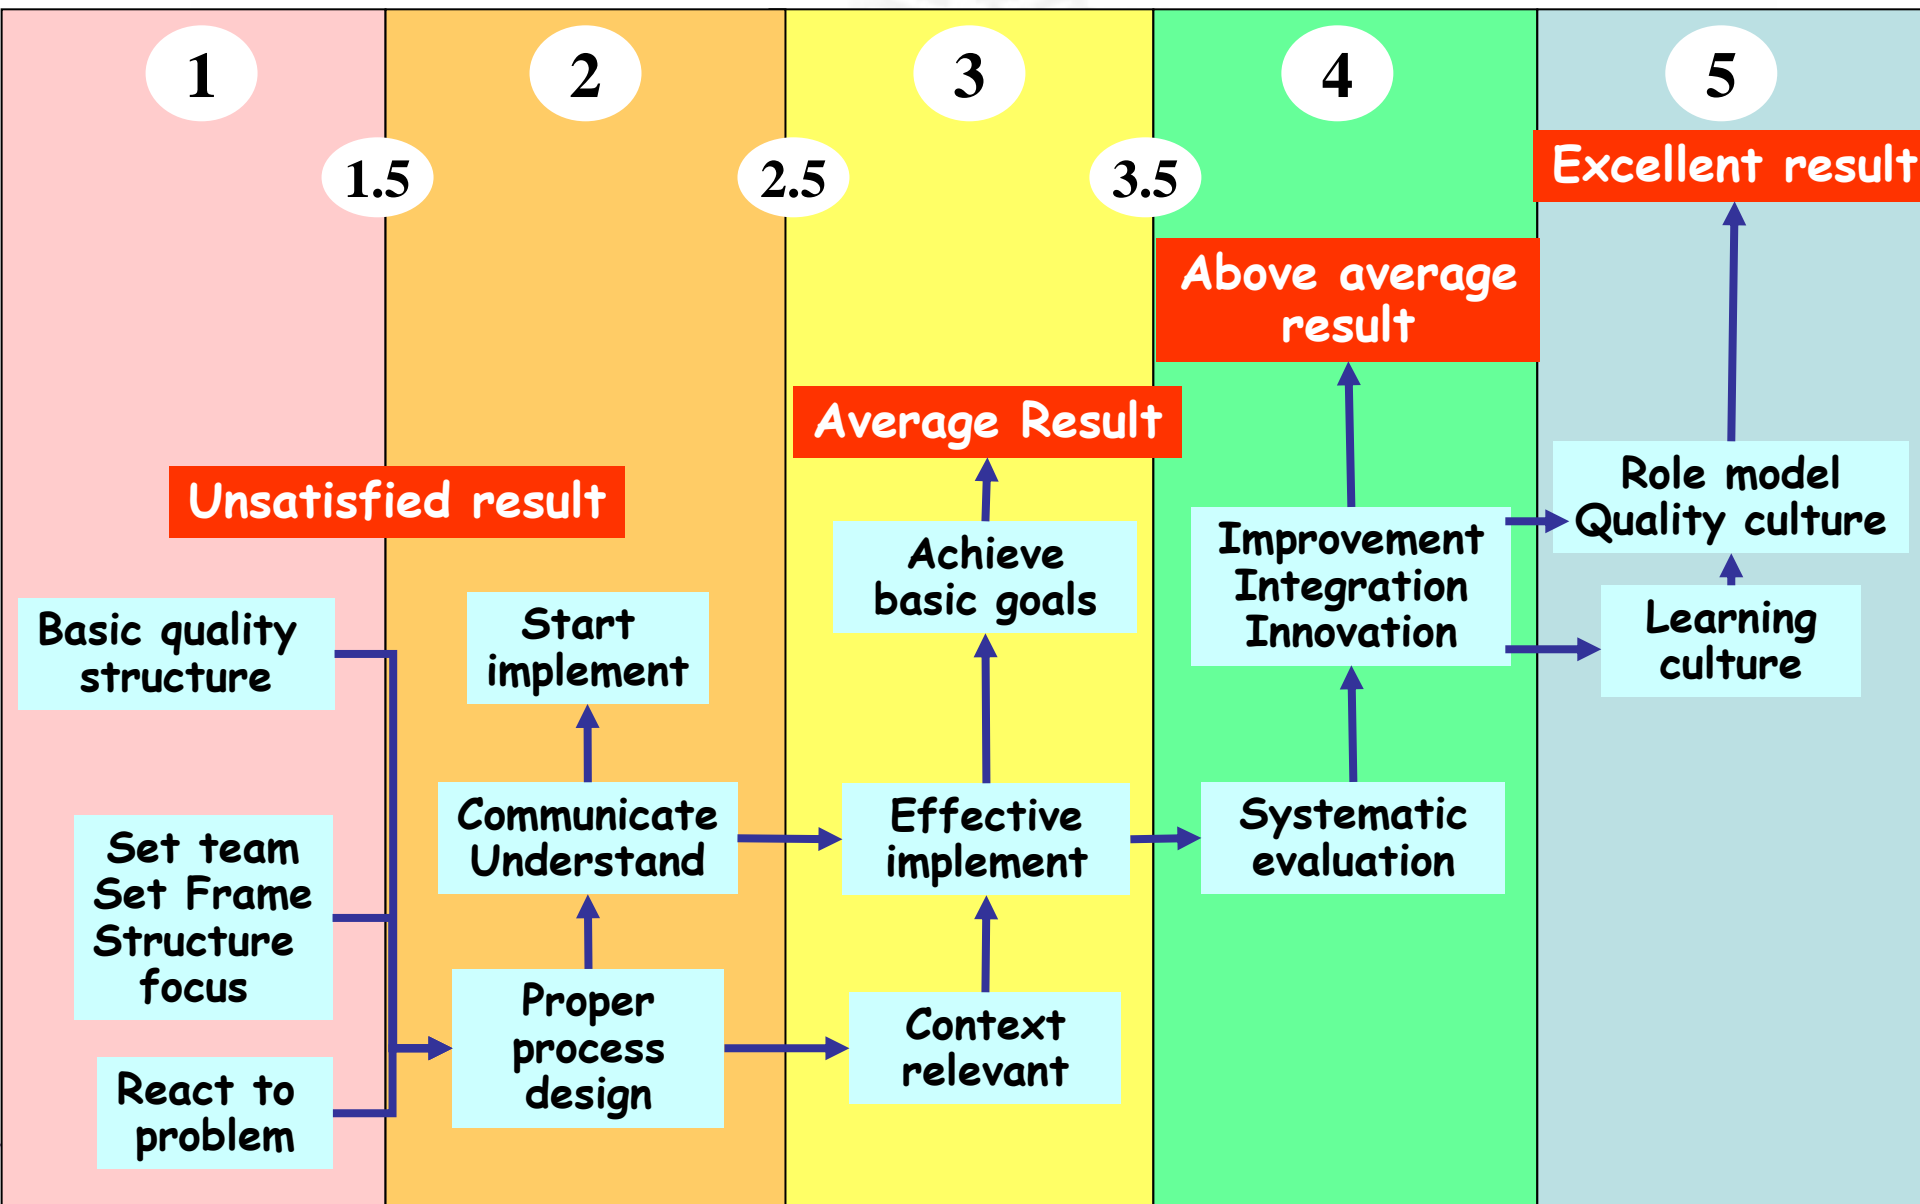 1
2
3
4
5
1.5
2.5
3.5
Excellent result
Above average
result
Average Result
Unsatisfied result
Basic quality
structure
Set team
Set Frame
Structure
focus
React to
problem
Start
implement
Communicate
Understand
Proper
process
design
Achieve
basic goals
Effective
implement
Context
relevant
Improvement
Integration
Innovation
Systematic
evaluation
Role model
Quality culture
Learning
culture